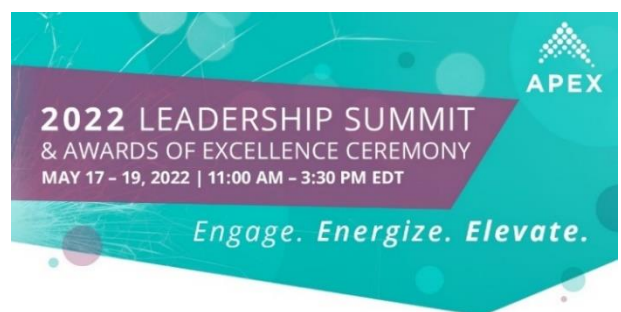 APEX
2022 LEADERSHIP SUMMIT
& AWARDS OF EXCELLENCE CEREMONY
MAY 17 – 19, 2022 | 11:00 AM – 3:30 PM EDT
Engage. Energize. Elevate.